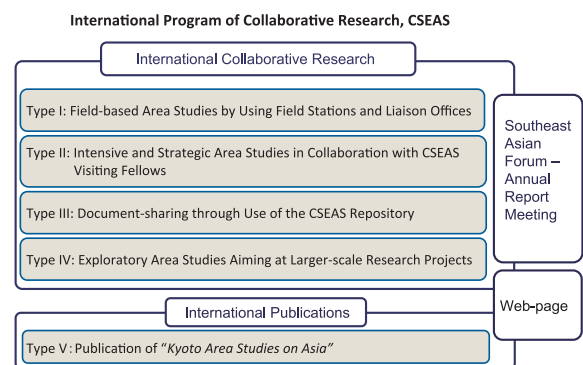 International Program of Collaborative Research, CSEAS
International Collaborative Research
Type I: Field-based Area Studies by Using Field Stations and Liaison Offices
Type II: Intensive and Strategic Area Studies in Collaboration with CSEAS
Visiting Fellows
Type III: Document-sharing through Use of the CSEAS Repository
Type IV: Exploratory Area Studies Aiming at Larger-scale Research Projects
Southeast
Asian
Forum –
Annual
Report
Meeting
Web-page
International Publications
Type V: Publication of “Kyoto Area Studies on Asia”